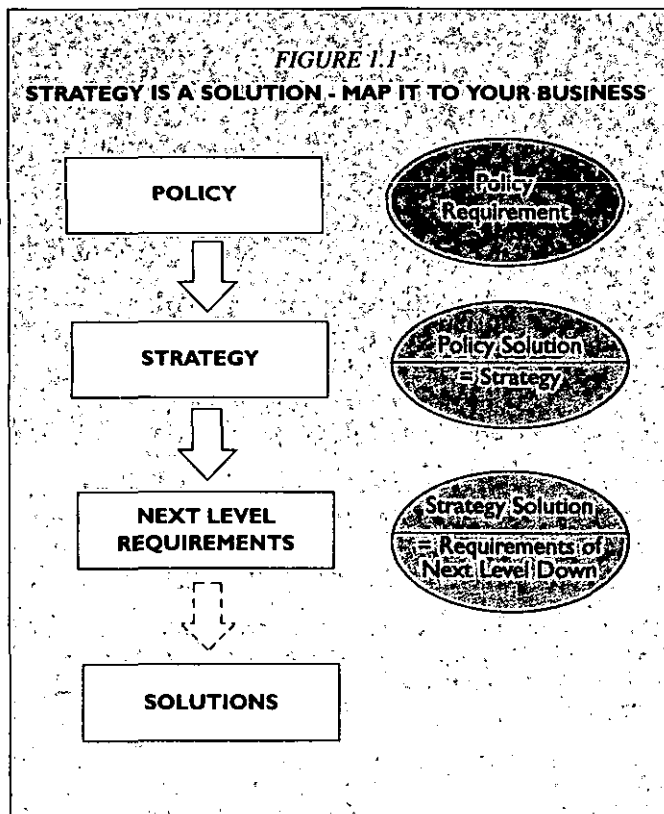 FIGURE 1.1
STRATEGY IS A SOLUTION - MAP IT TO YOUR BUSINESS
POLICY
Policy
Requirement
STRATEGY
Policy Solution
= Strategy
NEXT LEVEL
REQUIREMENTS
Strategy Solution
= Requirements of
Next Level Down
SOLUTIONS